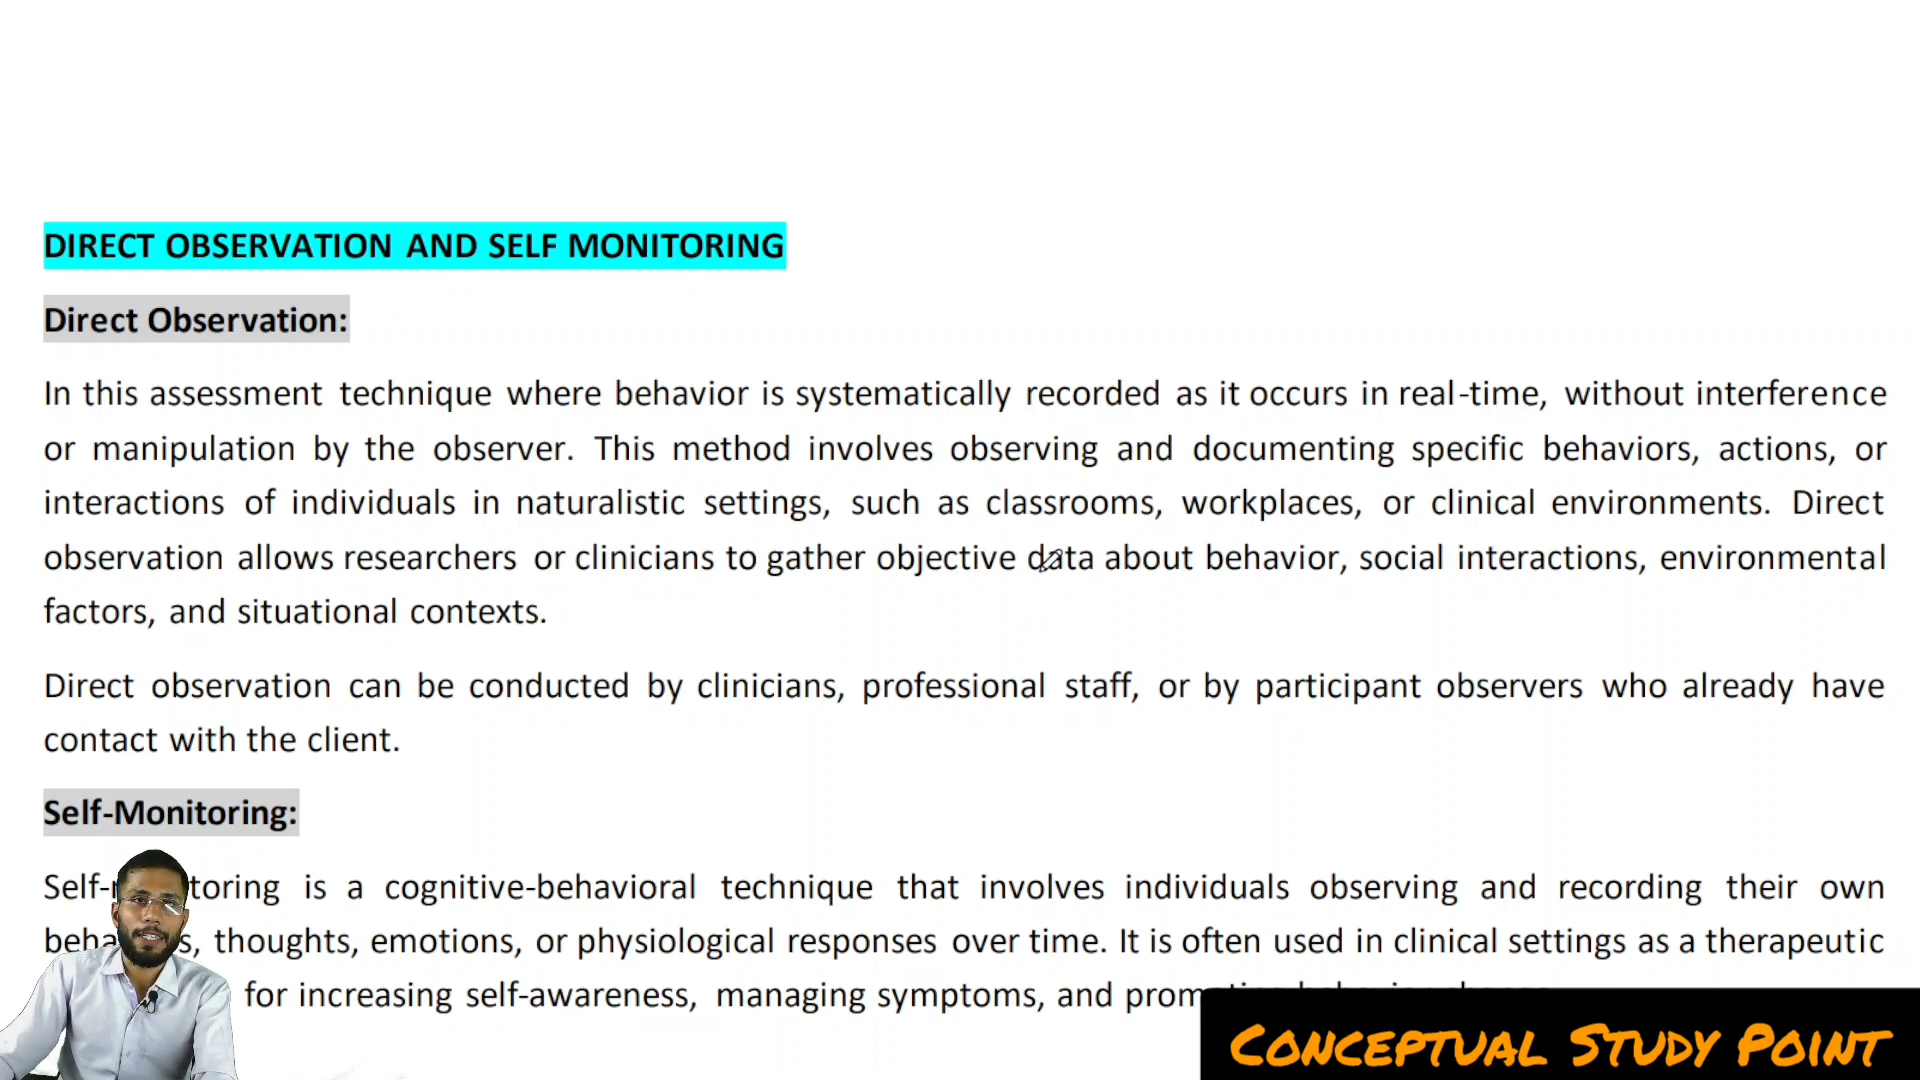 DIRECT OBSERVATION AND SELF MONITORING
Direct Observation:
In this assessment technique where behavior is systematically recorded as it occurs in real-time, without interference
or manipulation by the observer. This method involves observing and documenting specific behaviors, actions, or
interactions of individuals in naturalistic settings, such as classrooms, workplaces, or clinical environments. Direct
observation allows researchers or clinicians to gather objective data about behavior, social interactions, environmental
factors, and situational contexts.
Direct observation can be conducted by clinicians, professional staff, or by participant observers who already have
contact with the client.
Self-Monitoring:
Self-monitoring is a cognitive-behavioral technique that involves individuals observing and recording their own
behaviors, thoughts, emotions, or physiological responses over time. It is often used in clinical settings as a therapeutic
for increasing self-awareness, managing symptoms, and
CONCEPTUAL STUDY POINT